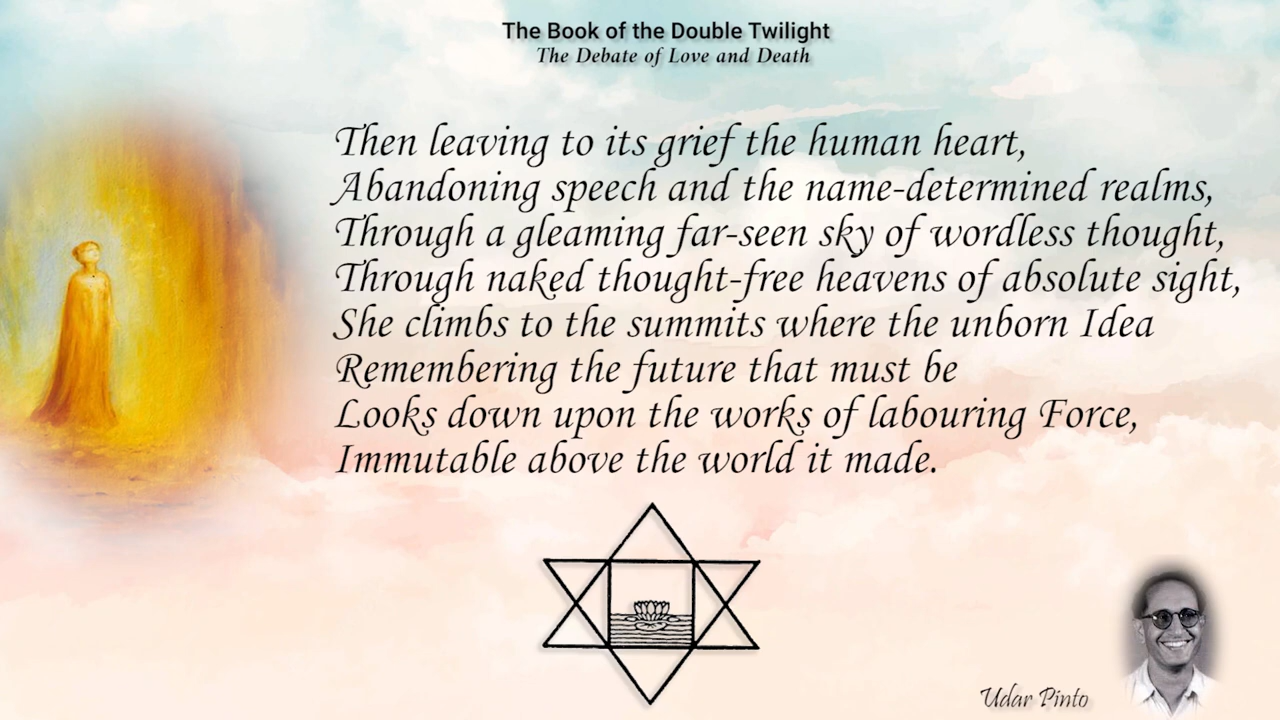 The Book of the Double Twilight
The Debate of Love and Death
Then leaving to its grief the human heart,
Abandoning speech and the name-determined realms,
Through a gleaming far-seen sky of wordless thought,
Through naked thought-free heavens of absolute sight,
She climbs to the summits where the unborn Idea
Remembering the future that must be
Looks down upon the works of labouring Force,
Immutable above the world it made.
Udar Pinto